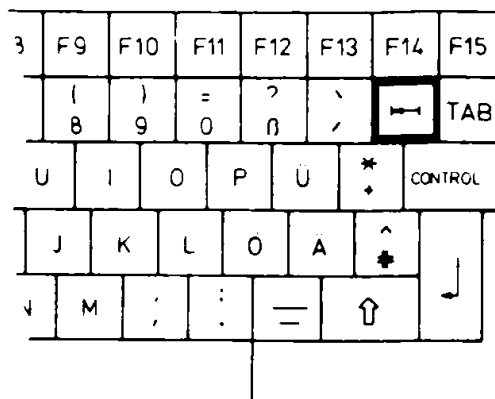 F9 F10 F11 F12 F13 F14 F15
( ) = ? `
8 9 0 ß ´ TAB
U I O P Ü * + CONTROL
J K L Ö Ä ^ #
M ; : _
, . -